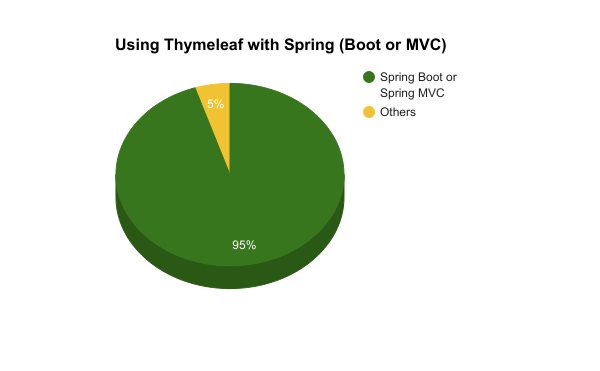 Using Thymeleaf with Spring (Boot or MVC)
Spring Boot or
Spring MVC
Others
5%
95%